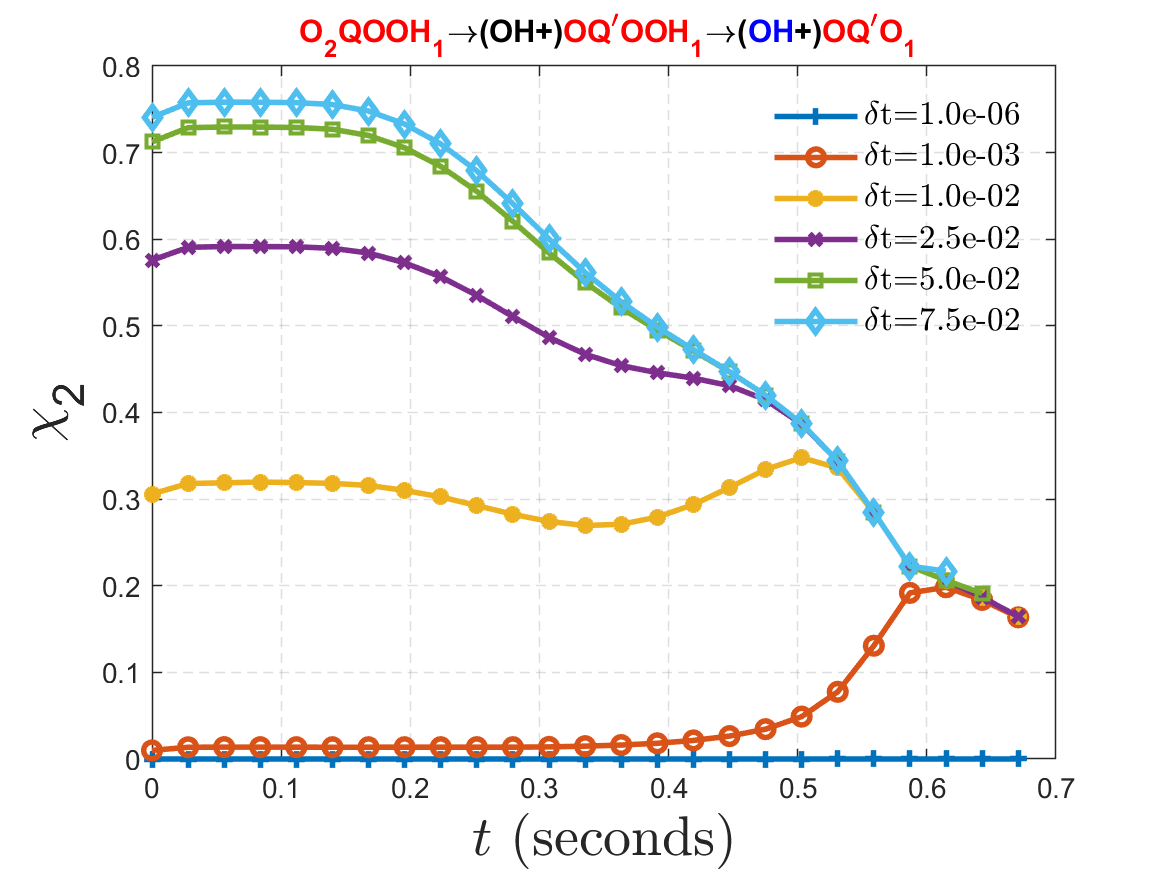 O₂QOOH₁→(OH+)OQ′OOH₁→(OH+)OQ′O₁
0.8
0.7
0.6
0.5
0.4
0.3
0.2
0.1
0
χ₂
δt=1.0e-06
δt=1.0e-03
δt=1.0e-02
δt=2.5e-02
δt=5.0e-02
δt=7.5e-02
0 0.1 0.2 0.3 0.4 0.5 0.6 0.7
t (seconds)